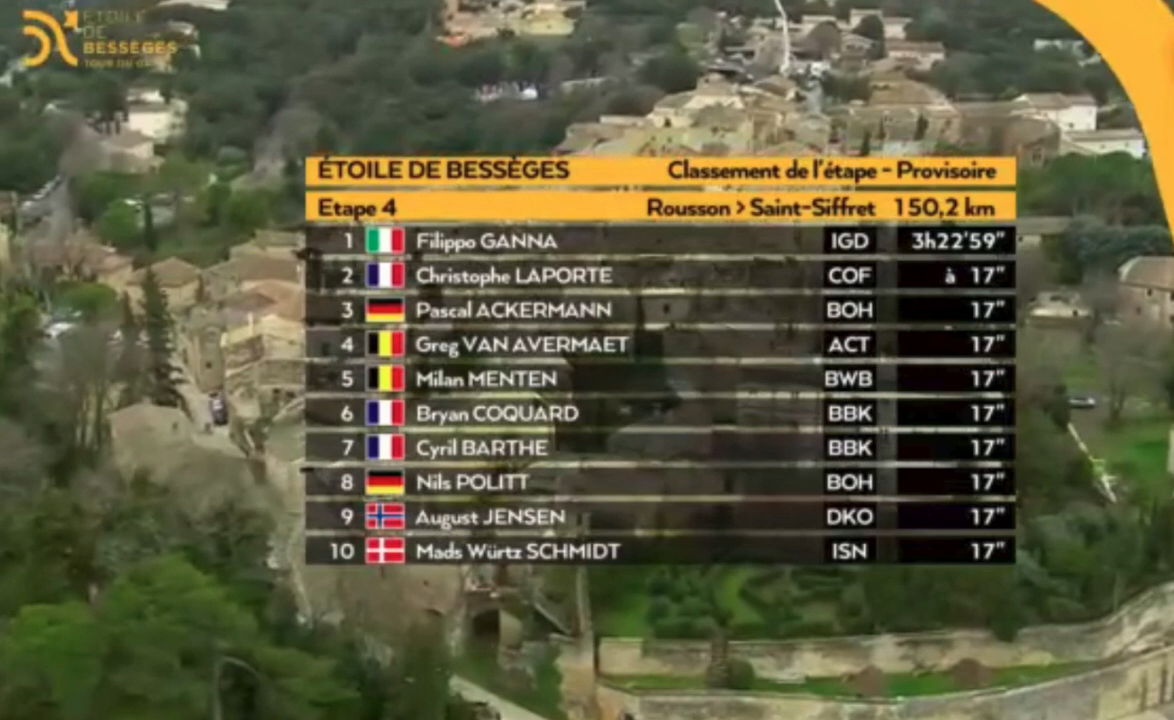 ETOILE
DE
BESSÈGES
TOUR DU
ÉTOILE DE BESSÈGES Classement de l'étape - Provisoire
Etape 4 Rousson > Saint-Siffret 150,2 km
1 Filippo GANNA IGD 3h22'59"
2 Christophe LAPORTE COF à 17"
3 Pascal ACKERMANN BOH 17"
4 Greg VAN AVERMAET ACT 17"
5 Milan MENTEN BWB 17"
6 Bryan COQUARD BBK 17"
7 Cyril BARTHE BBK 17"
8 Nils POLITT BOH 17"
9 August JENSEN DKO 17"
10 Mads Würtz SCHMIDT ISN 17"